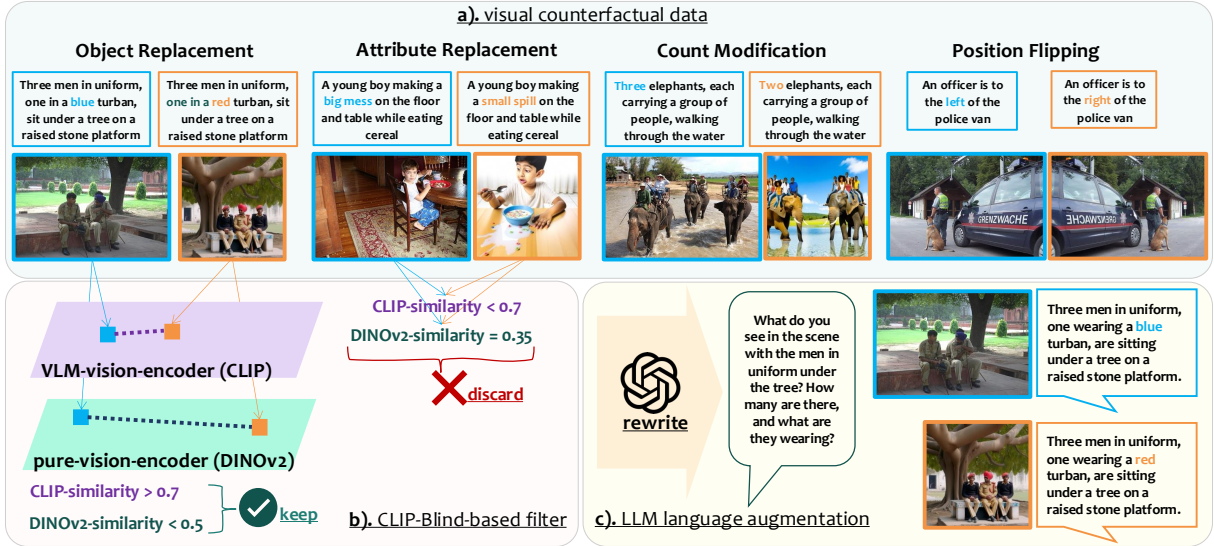 a). visual counterfactual data
Object Replacement
Attribute Replacement
Count Modification
Position Flipping
Three men in uniform,
one in a blue turban,
sit under a tree on a
raised stone platform
Three men in uniform,
one in a red turban, sit
under a tree on a
raised stone platform
A young boy making a
big mess on the floor
and table while eating
cereal
A young boy making
a small spill on the
floor and table while
eating cereal
Three elephants, each
carrying a group of
people, walking
through the water
Two elephants, each
carrying a group of
people, walking
through the water
An officer is to
the left of the
police van
An officer is to
the right of the
police van
GRENZWACHE
GRENZWACHE
VLM-vision-encoder (CLIP)
pure-vision-encoder (DINOv2)
CLIP-similarity > 0.7
DINOv2-similarity < 0.5
keep
CLIP-similarity < 0.7
DINOv2-similarity = 0.35
discard
b). CLIP-Blind-based filter
rewrite
What do you
see in the scene
with the men in
uniform under
the tree? How
many are there,
and what are
they wearing?
Three men in uniform,
one wearing a blue
turban, are sitting
under a tree on a
raised stone platform.
Three men in uniform,
one wearing a red
turban, are sitting
under a tree on a
raised stone platform.
c). LLM language augmentation